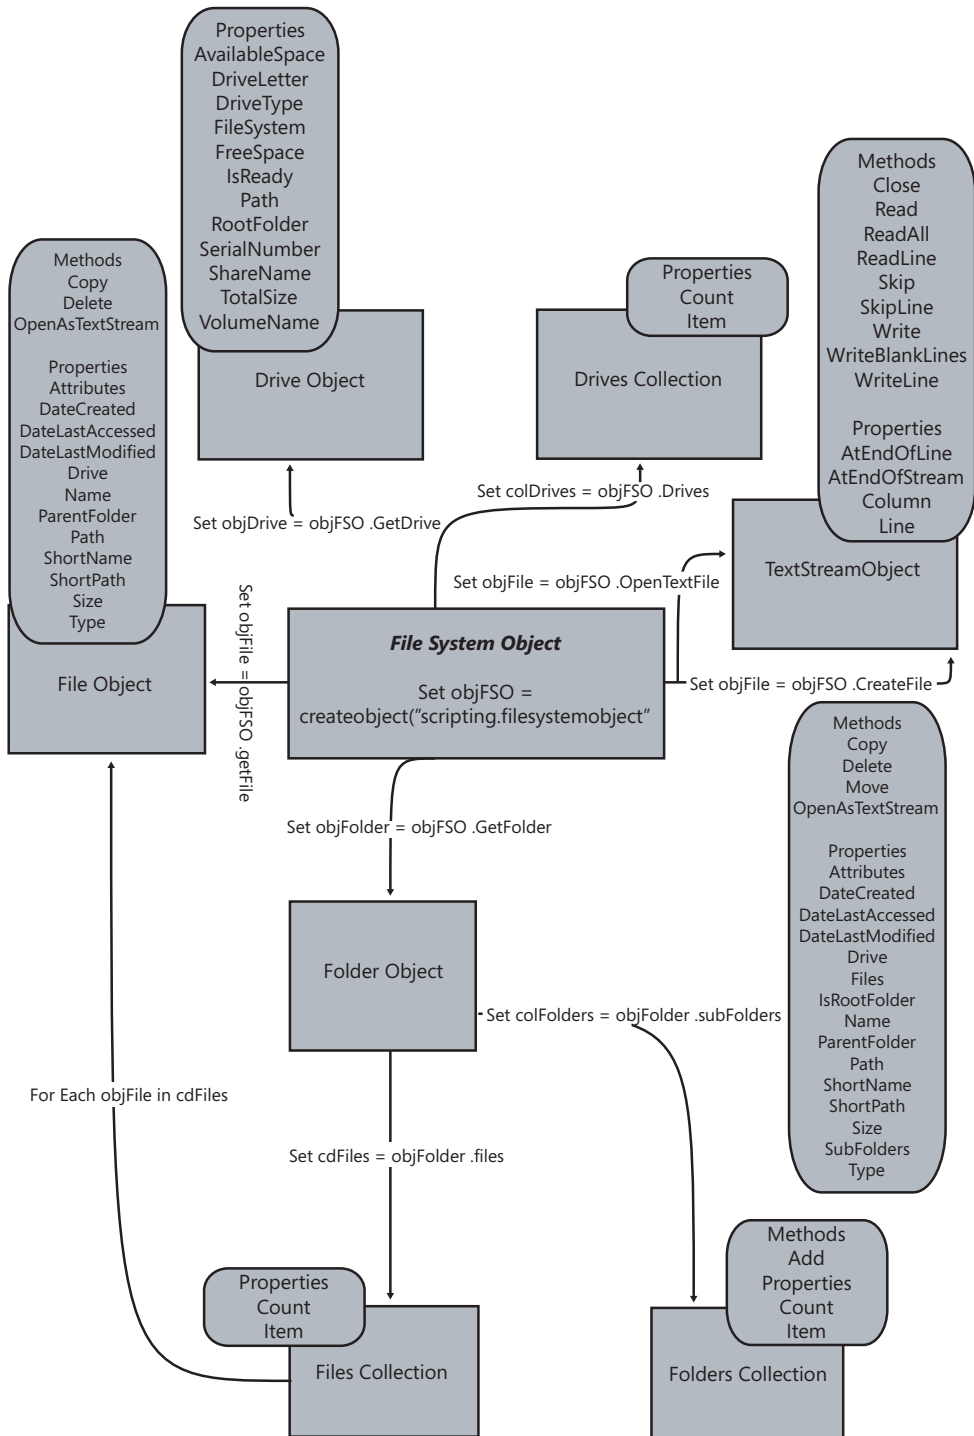 Properties
AvailableSpace
DriveLetter
DriveType
FileSystem
FreeSpace
IsReady
Path
RootFolder
SerialNumber
ShareName
TotalSize
VolumeName
Drive Object
Methods
Close
Read
ReadAll
ReadLine
Skip
SkipLine
Write
WriteBlankLines
WriteLine
Properties
AtEndOfLine
AtEndOfStream
Column
Line
TextStreamObject
Properties
Count
Item
Drives Collection
Methods
Copy
Delete
OpenAsTextStream
Properties
Attributes
DateCreated
DateLastAccessed
DateLastModified
Drive
Name
ParentFolder
Path
ShortName
ShortPath
Size
Type
File Object
Set objDrive = objFSO .GetDrive
Set colDrives = objFSO .Drives
Set objFile = objFSO .OpenTextFile
Set objFile = objFSO .getFile
File System Object
Set objFSO =
createobject("scripting.filesystemobject"
Set objFile = objFSO .CreateFile
Set objFolder = objFSO .GetFolder
Methods
Copy
Delete
Move
OpenAsTextStream
Properties
Attributes
DateCreated
DateLastAccessed
DateLastModified
Drive
Files
IsRootFolder
Name
ParentFolder
Path
ShortName
ShortPath
Size
SubFolders
Type
Folder Object
Set colFolders = objFolder .subFolders
For Each objFile in cdFiles
Set cdFiles = objFolder .files
Properties
Count
Item
Files Collection
Methods
Add
Properties
Count
Item
Folders Collection